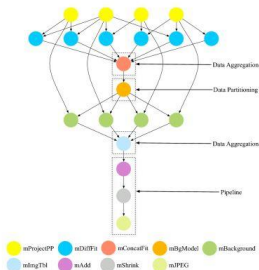 Data Aggregation
Data Partitioning
Data Aggregation
Pipeline
mProjectPP mDiffFit mConcatFit mBgModel mBackground
mImgTbl mAdd mShrink mJPEG